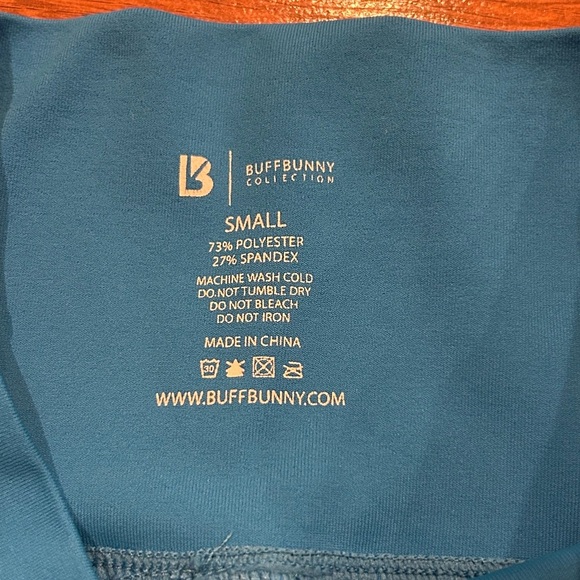 B
BUFFBUNNY
COLLECTION
SMALL
73% POLYESTER
27% SPANDEX
MACHINE WASH COLD
DO NOT TUMBLE DRY
DO NOT BLEACH
DO NOT IRON
MADE IN CHINA
30
WWW.BUFFBUNNY.COM